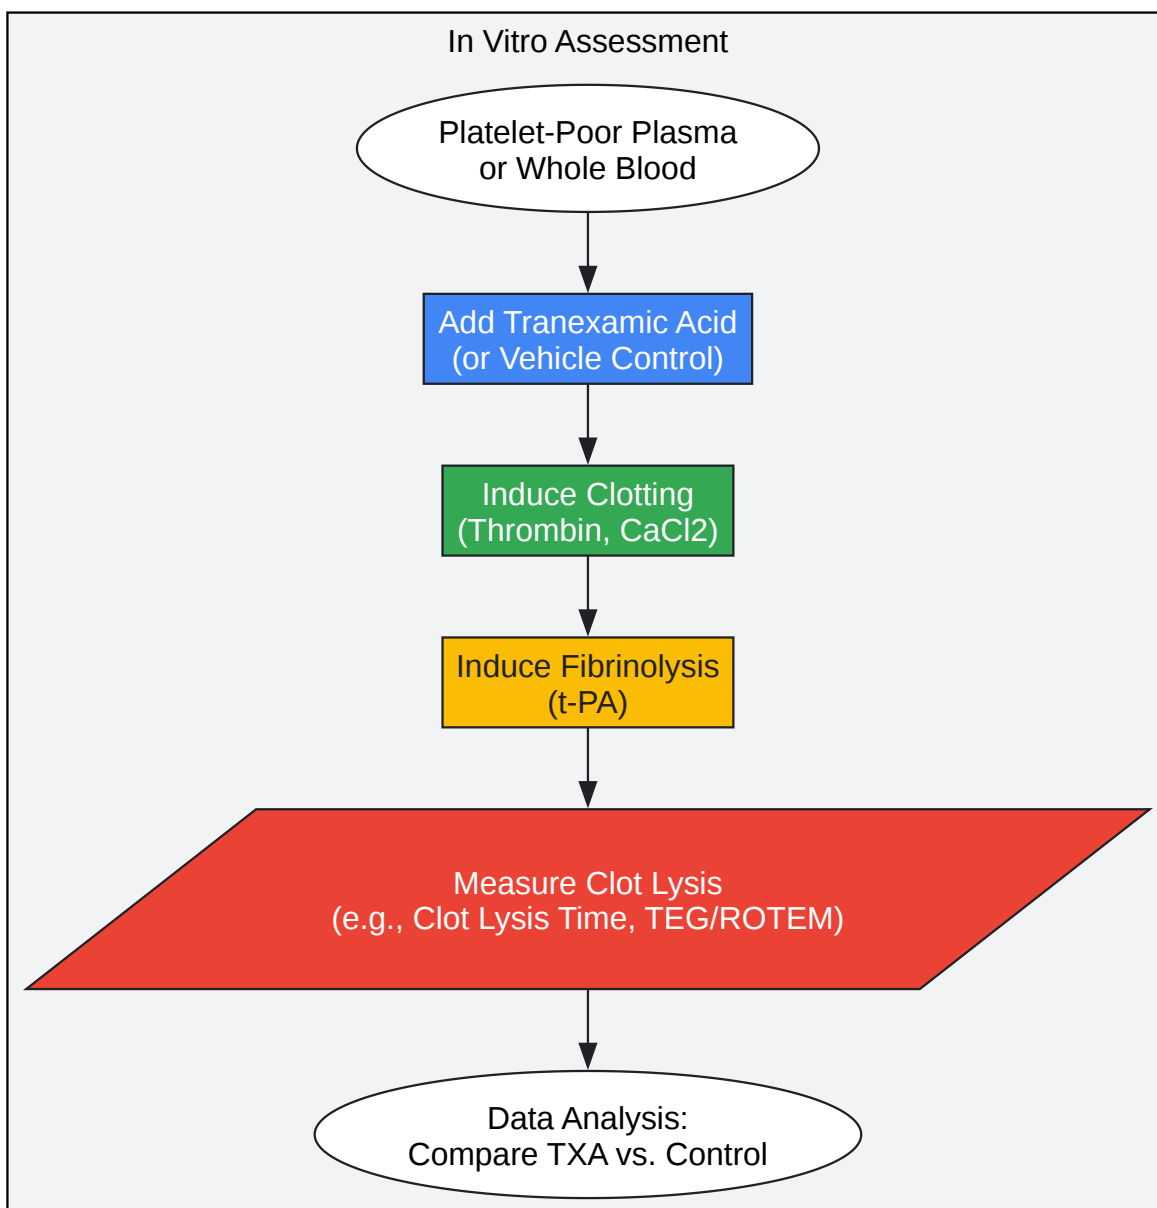 In Vitro Assessment
Platelet-Poor Plasma
or Whole Blood
Add Tranexamic Acid
(or Vehicle Control)
Induce Clotting
(Thrombin, CaCl2)
Induce Fibrinolysis
(t-PA)
Measure Clot Lysis
(e.g., Clot Lysis Time, TEG/ROTEM)
Data Analysis:
Compare TXA vs. Control